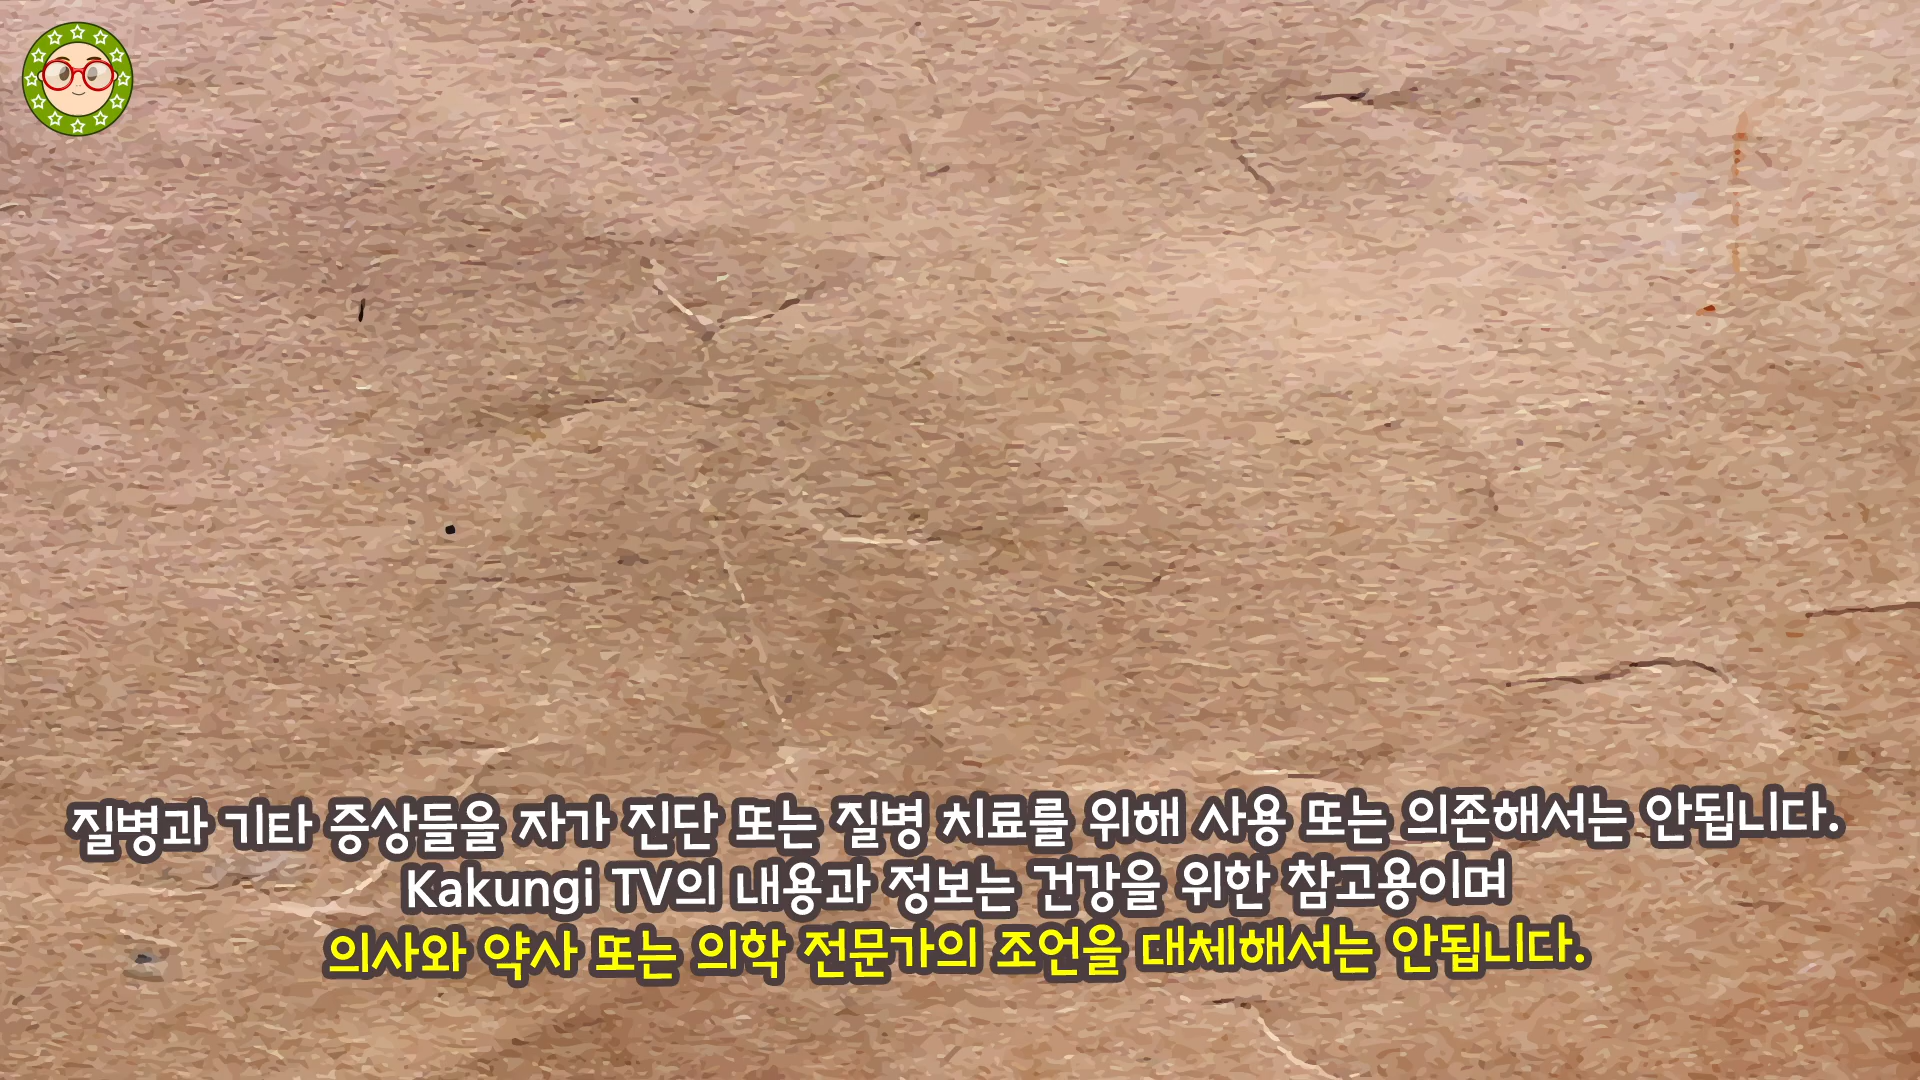 질병과 기타 증상들을 자가 진단 또는 질병 치료를 위해 사용 또는 의존해서는 안됩니다.
Kakungi TV의 내용과 정보는 건강을 위한 참고용이며
의사와 약사 또는 의학 전문가의 조언을 대체해서는 안됩니다.